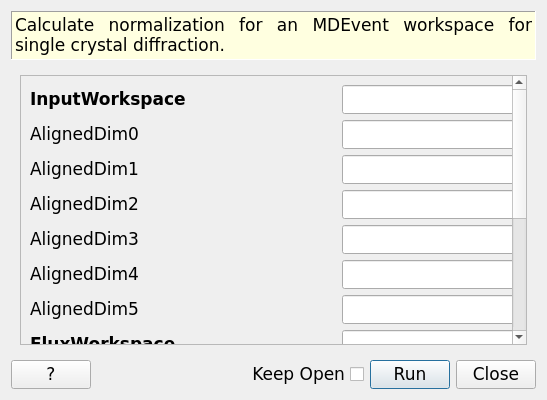 Calculate normalization for an MDEvent workspace for
single crystal diffraction.
InputWorkspace
AlignedDim0
AlignedDim1
AlignedDim2
AlignedDim3
AlignedDim4
AlignedDim5
FluxWorkspace
? Keep Open Run Close